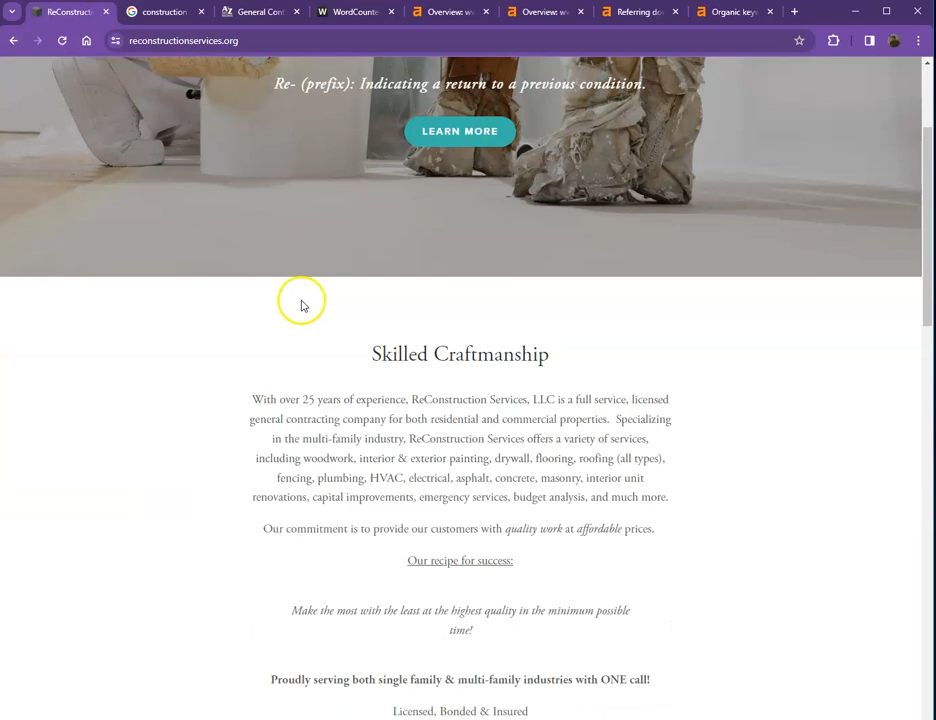 ReConstructi
construction
General Cont
WordCounte
Overview: w
Overview: w
Referring do
Organic key
reconstructionservices.org
Re- (prefix): Indicating a return to a previous condition.
LEARN MORE
Skilled Craftmanship
With over 25 years of experience, ReConstruction Services, LLC is a full service, licensed
general contracting company for both residential and commercial properties.  Specializing
in the multi-family industry, ReConstruction Services offers a variety of services,
including woodwork, interior & exterior painting, drywall, flooring, roofing (all types),
fencing, plumbing, HVAC, electrical, asphalt, concrete, masonry, interior unit
renovations, capital improvements, emergency services, budget analysis, and much more.
Our commitment is to provide our customers with quality work at affordable prices.
Our recipe for success:
Make the most with the least at the highest quality in the minimum possible
time!
Proudly serving both single family & multi-family industries with ONE call!
Licensed, Bonded & Insured